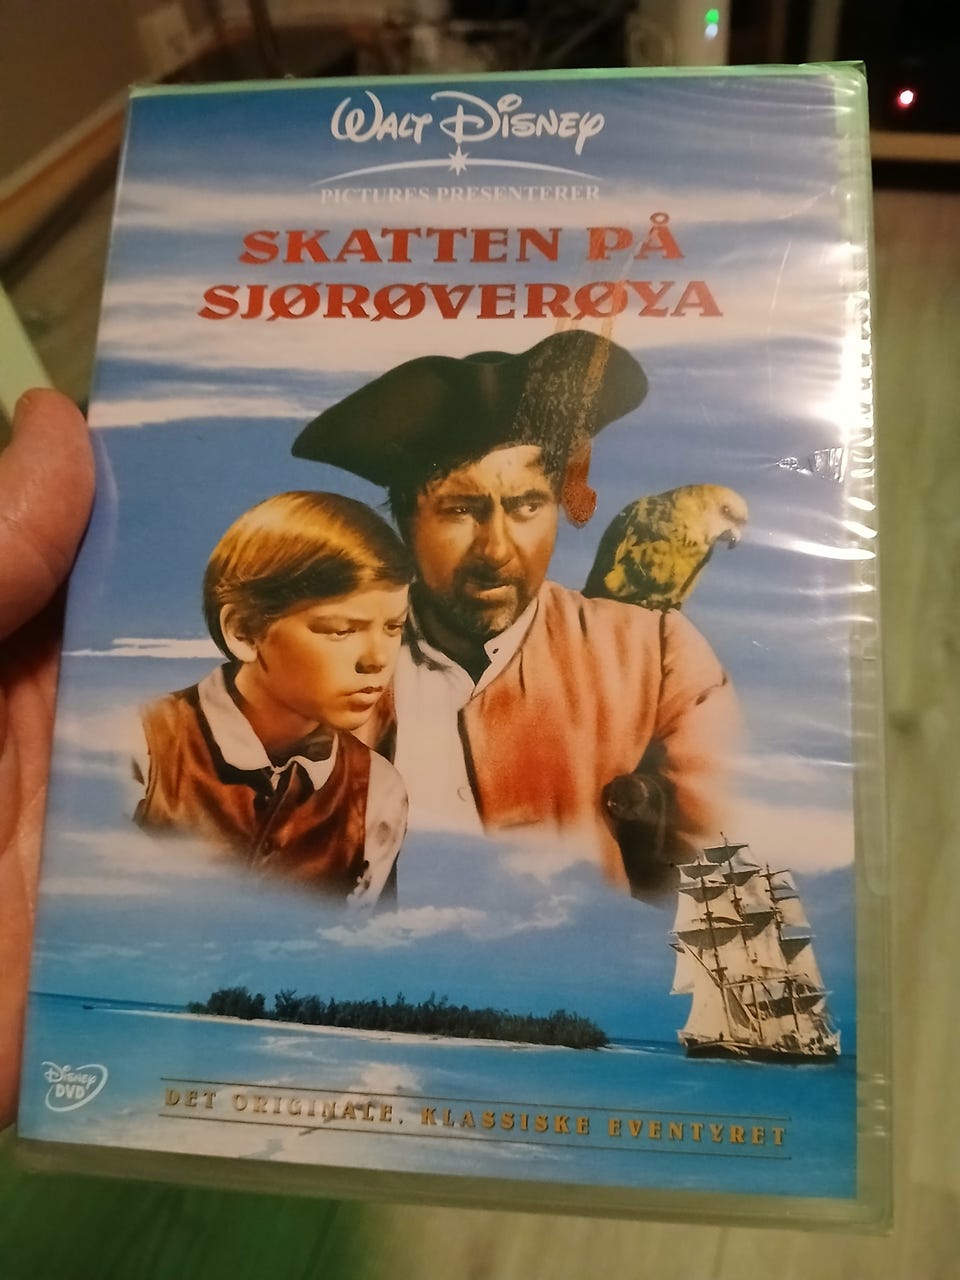 WALT DISNEY
PICTURES PRESENTERER
SKATTEN PÅ
SJØRØVERØYA
DISNEY
DVD
DET ORIGINALE, KLASSISKE EVENTYRET